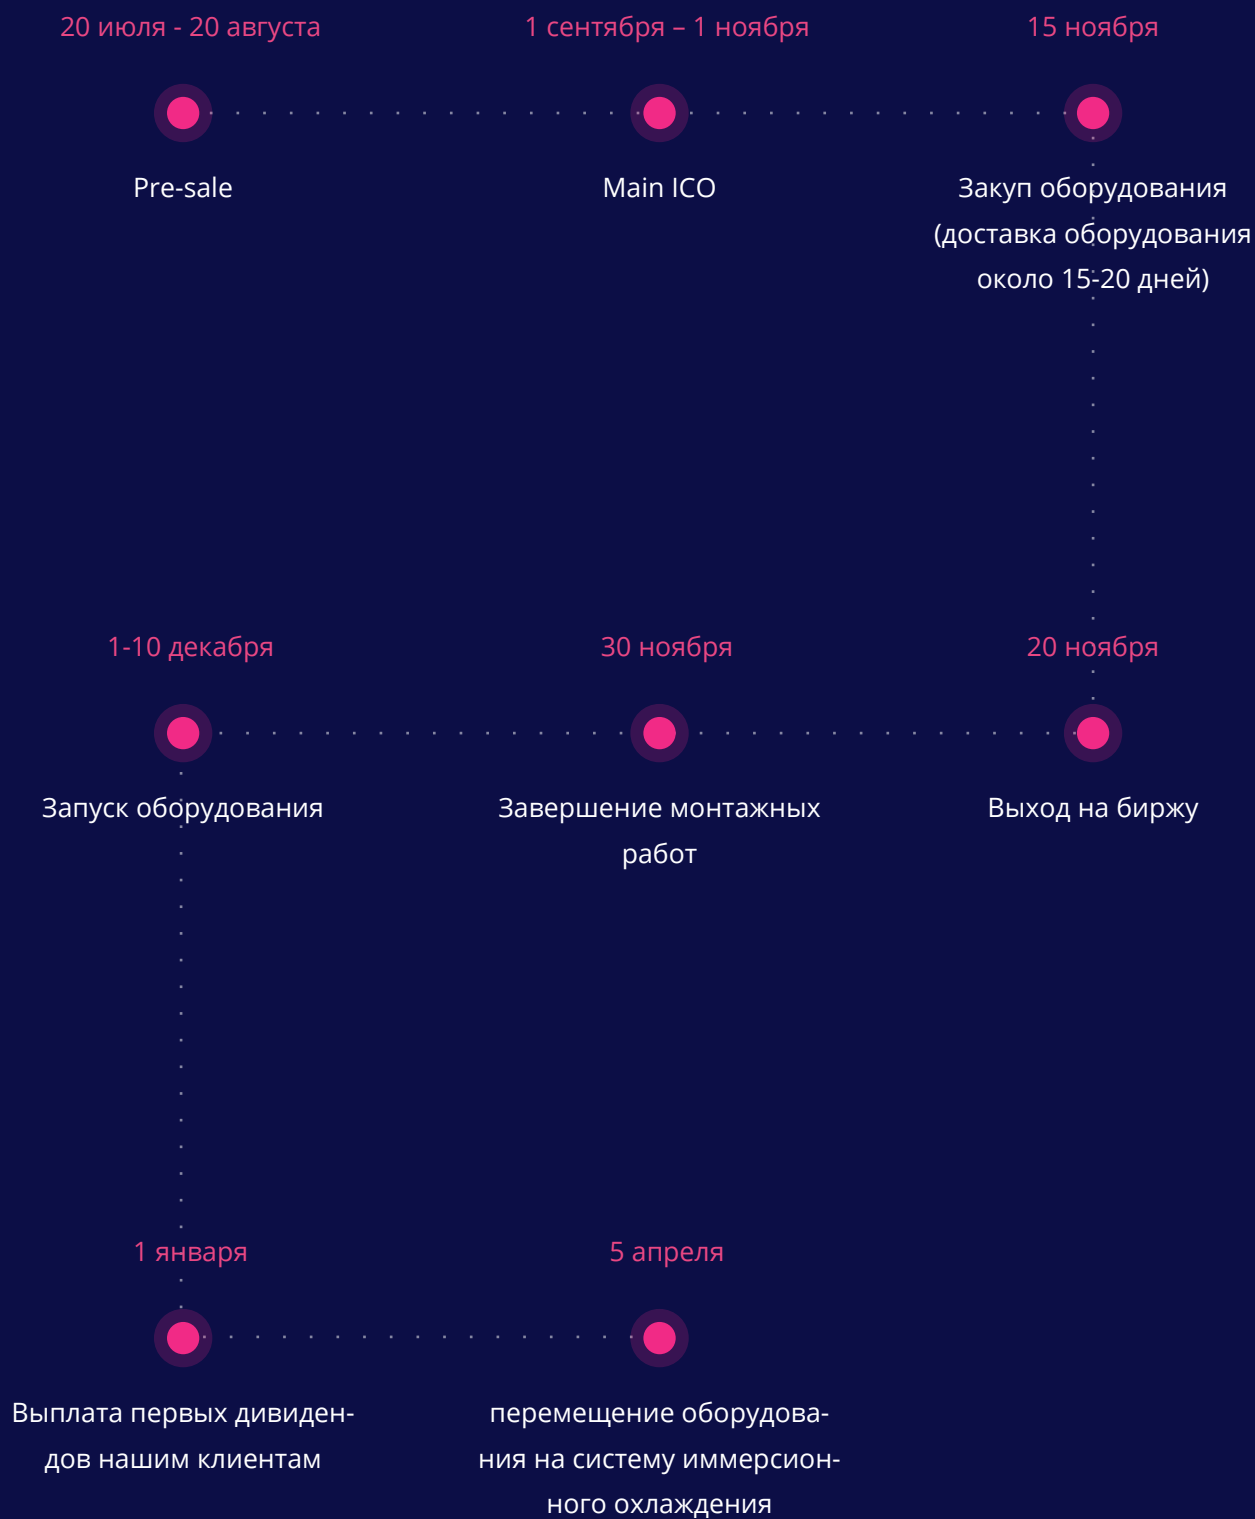 20 июля - 20 августа
Pre-sale
1 сентября – 1 ноября
Main ICO
15 ноября
Закуп оборудования
(доставка оборудования
около 15-20 дней)
20 ноября
Выход на биржу
30 ноября
Завершение монтажных
работ
1-10 декабря
Запуск оборудования
1 января
Выплата первых дивиден-
дов нашим клиентам
5 апреля
перемещение оборудова-
ния на систему иммерсион-
ного охлаждения